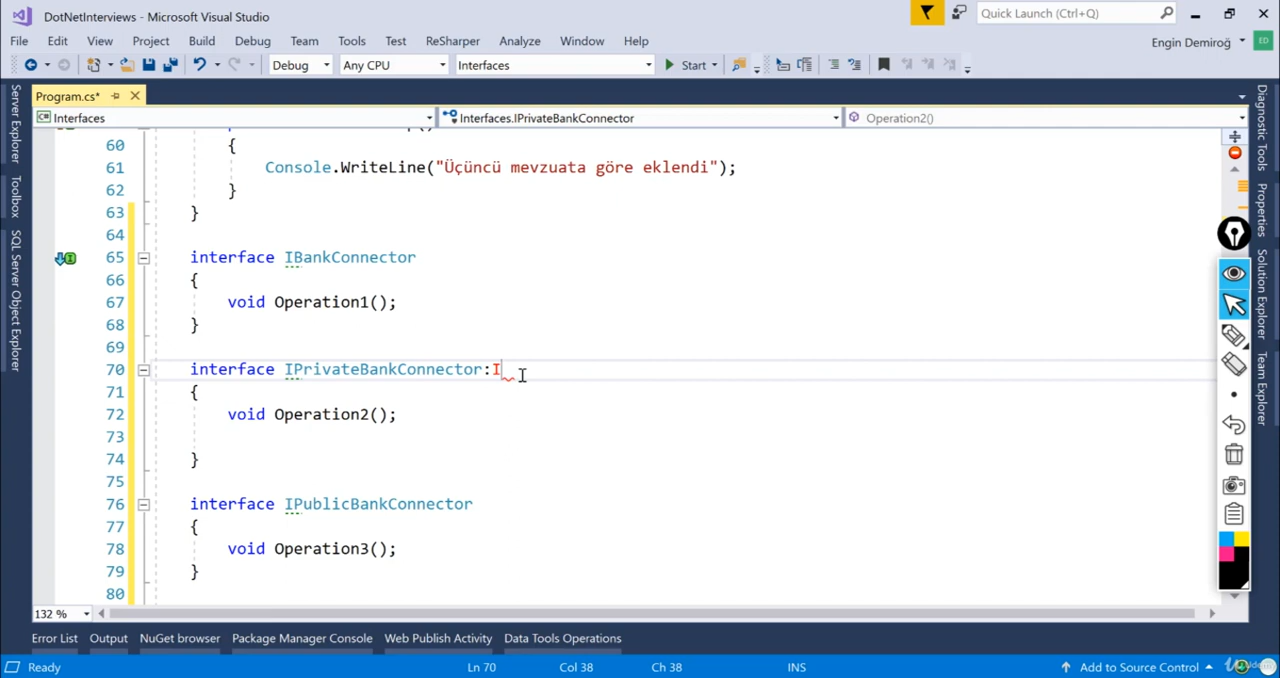 DotNetInterviews - Microsoft Visual Studio
Quick Launch (Ctrl+Q)
File Edit View Project Build Debug Team Tools Test ReSharper Analyze Window Help
Engin Demiroğ ED
Debug Any CPU Interfaces Start
Program.cs*
Interfaces Interfaces.IPrivateBankConnector Operation2()
Server Explorer
Toolbox
SQL Server Object Explorer
60 {
61 Console.WriteLine("Üçüncü mevzuata göre eklendi");
62 }
63 }
64
65 interface IBankConnector
66 {
67 void Operation1();
68 }
69
70 interface IPrivateBankConnector:I
71 {
72 void Operation2();
73
74 }
75
76 interface IPublicBankConnector
77 {
78 void Operation3();
79 }
80
Diagnostic Tools
Properties
Solution Explorer
Team Explorer
132 %
Error List Output NuGet browser Package Manager Console Web Publish Activity Data Tools Operations
Ready Ln 70 Col 38 Ch 38 INS Add to Source Control